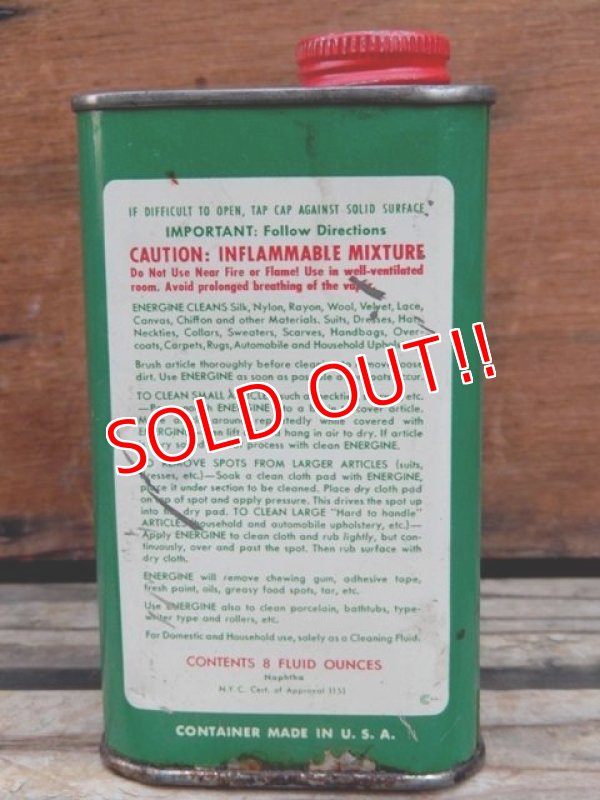 IF DIFFICULT TO OPEN, TAP CAP AGAINST SOLID SURFACE.
IMPORTANT: Follow Directions
CAUTION: INFLAMMABLE MIXTURE
Do Not Use Near Fire or Flame! Use in well-ventilated
room. Avoid prolonged breathing of the
ENERGINE CLEANS Silk, Nylon, Rayon, Wool, Velvet, Lace,
Canvas, Chiffon and other Materials. Suits, Dresses, Hats,
Neckties, Collars, Sweaters, Scarves, Handbags, Over-
coats, Carpets, Rugs, Automobile and Household
SOLD OUT!!
Brush article thoroughly before
dirt. Use ENERGINE as soon as
TO CLEAN SMALL
ENERGINE
cover article.
while covered with
hang in air to dry. If article
process with clean ENERGINE.
TO REMOVE SPOTS FROM LARGER ARTICLES (suits,
dresses, etc.)—Soak a clean cloth pad with ENERGINE,
place it under section to be cleaned. Place dry cloth pad
on top of spot and apply pressure. This drives the spot up
into the dry pad. TO CLEAN LARGE "Hard to handle"
ARTICLES (household and automobile upholstery, etc.)—
Apply ENERGINE to clean cloth and rub lightly, but con-
tinuously, over and past the spot. Then rub surface with
dry cloth.
ENERGINE will remove chewing gum, adhesive tape,
fresh paint, oils, greasy food spots, tar, etc.
Use ENERGINE also to clean porcelain, bathtubs, type-
writer type and rollers, etc.
For Domestic and Household use, solely as a Cleaning Fluid.
CONTENTS 8 FLUID OUNCES
Naphtha
N.Y.C. Cert. of Approval 1151
CONTAINER MADE IN U. S. A.